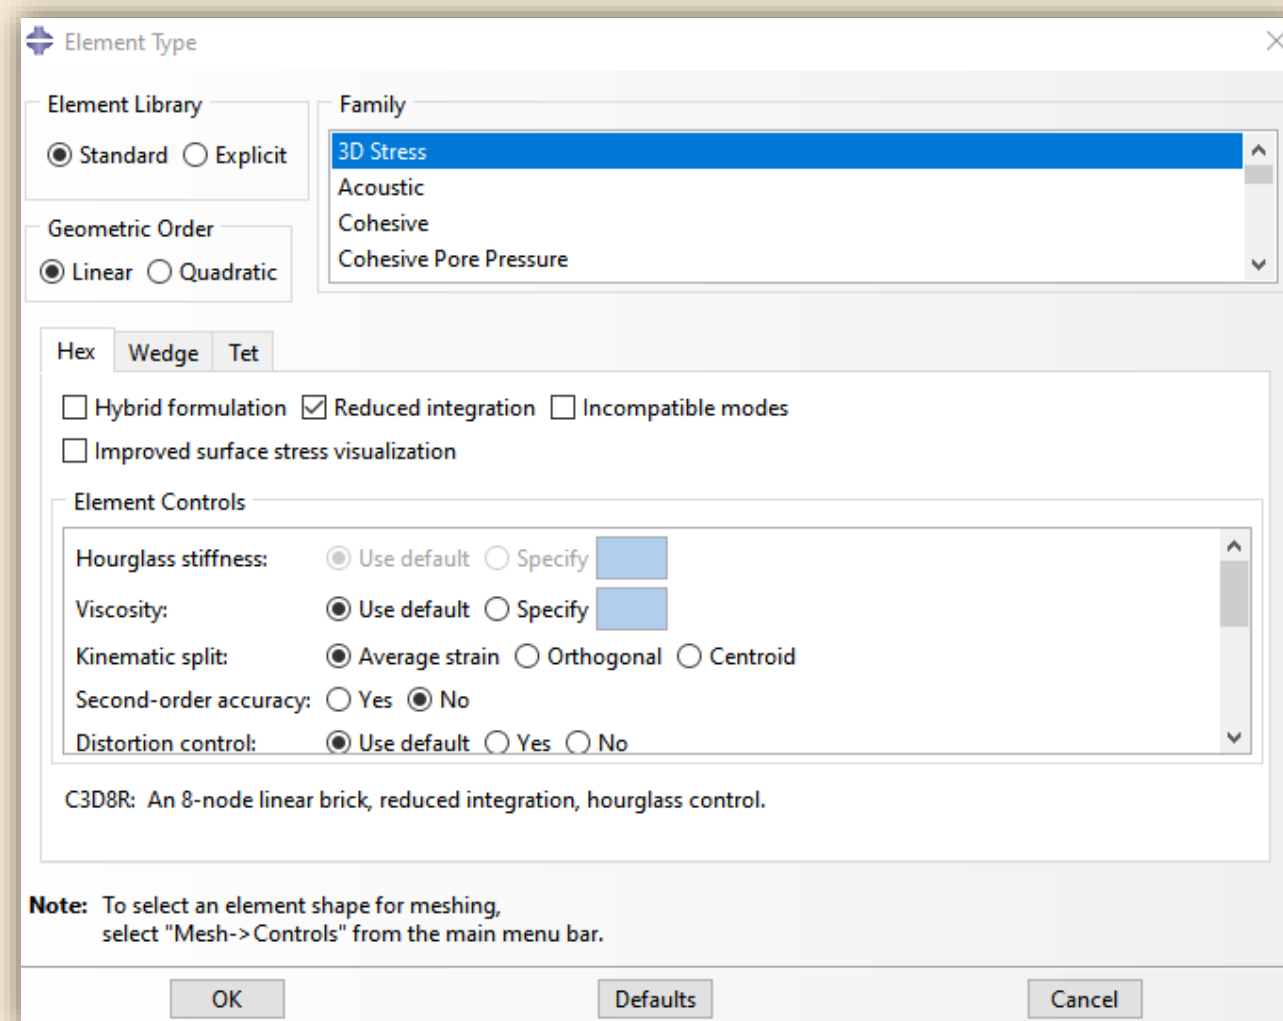 Element Type
Element Library
Standard Explicit
Family
3D Stress
Acoustic
Cohesive
Cohesive Pore Pressure
Geometric Order
Linear Quadratic
Hex Wedge Tet
Hybrid formulation Reduced integration Incompatible modes
Improved surface stress visualization
Element Controls
Hourglass stiffness: Use default Specify
Viscosity: Use default Specify
Kinematic split: Average strain Orthogonal Centroid
Second-order accuracy: Yes No
Distortion control: Use default Yes No
C3D8R: An 8-node linear brick, reduced integration, hourglass control.
Note: To select an element shape for meshing,
select "Mesh->Controls" from the main menu bar.
OK Defaults Cancel